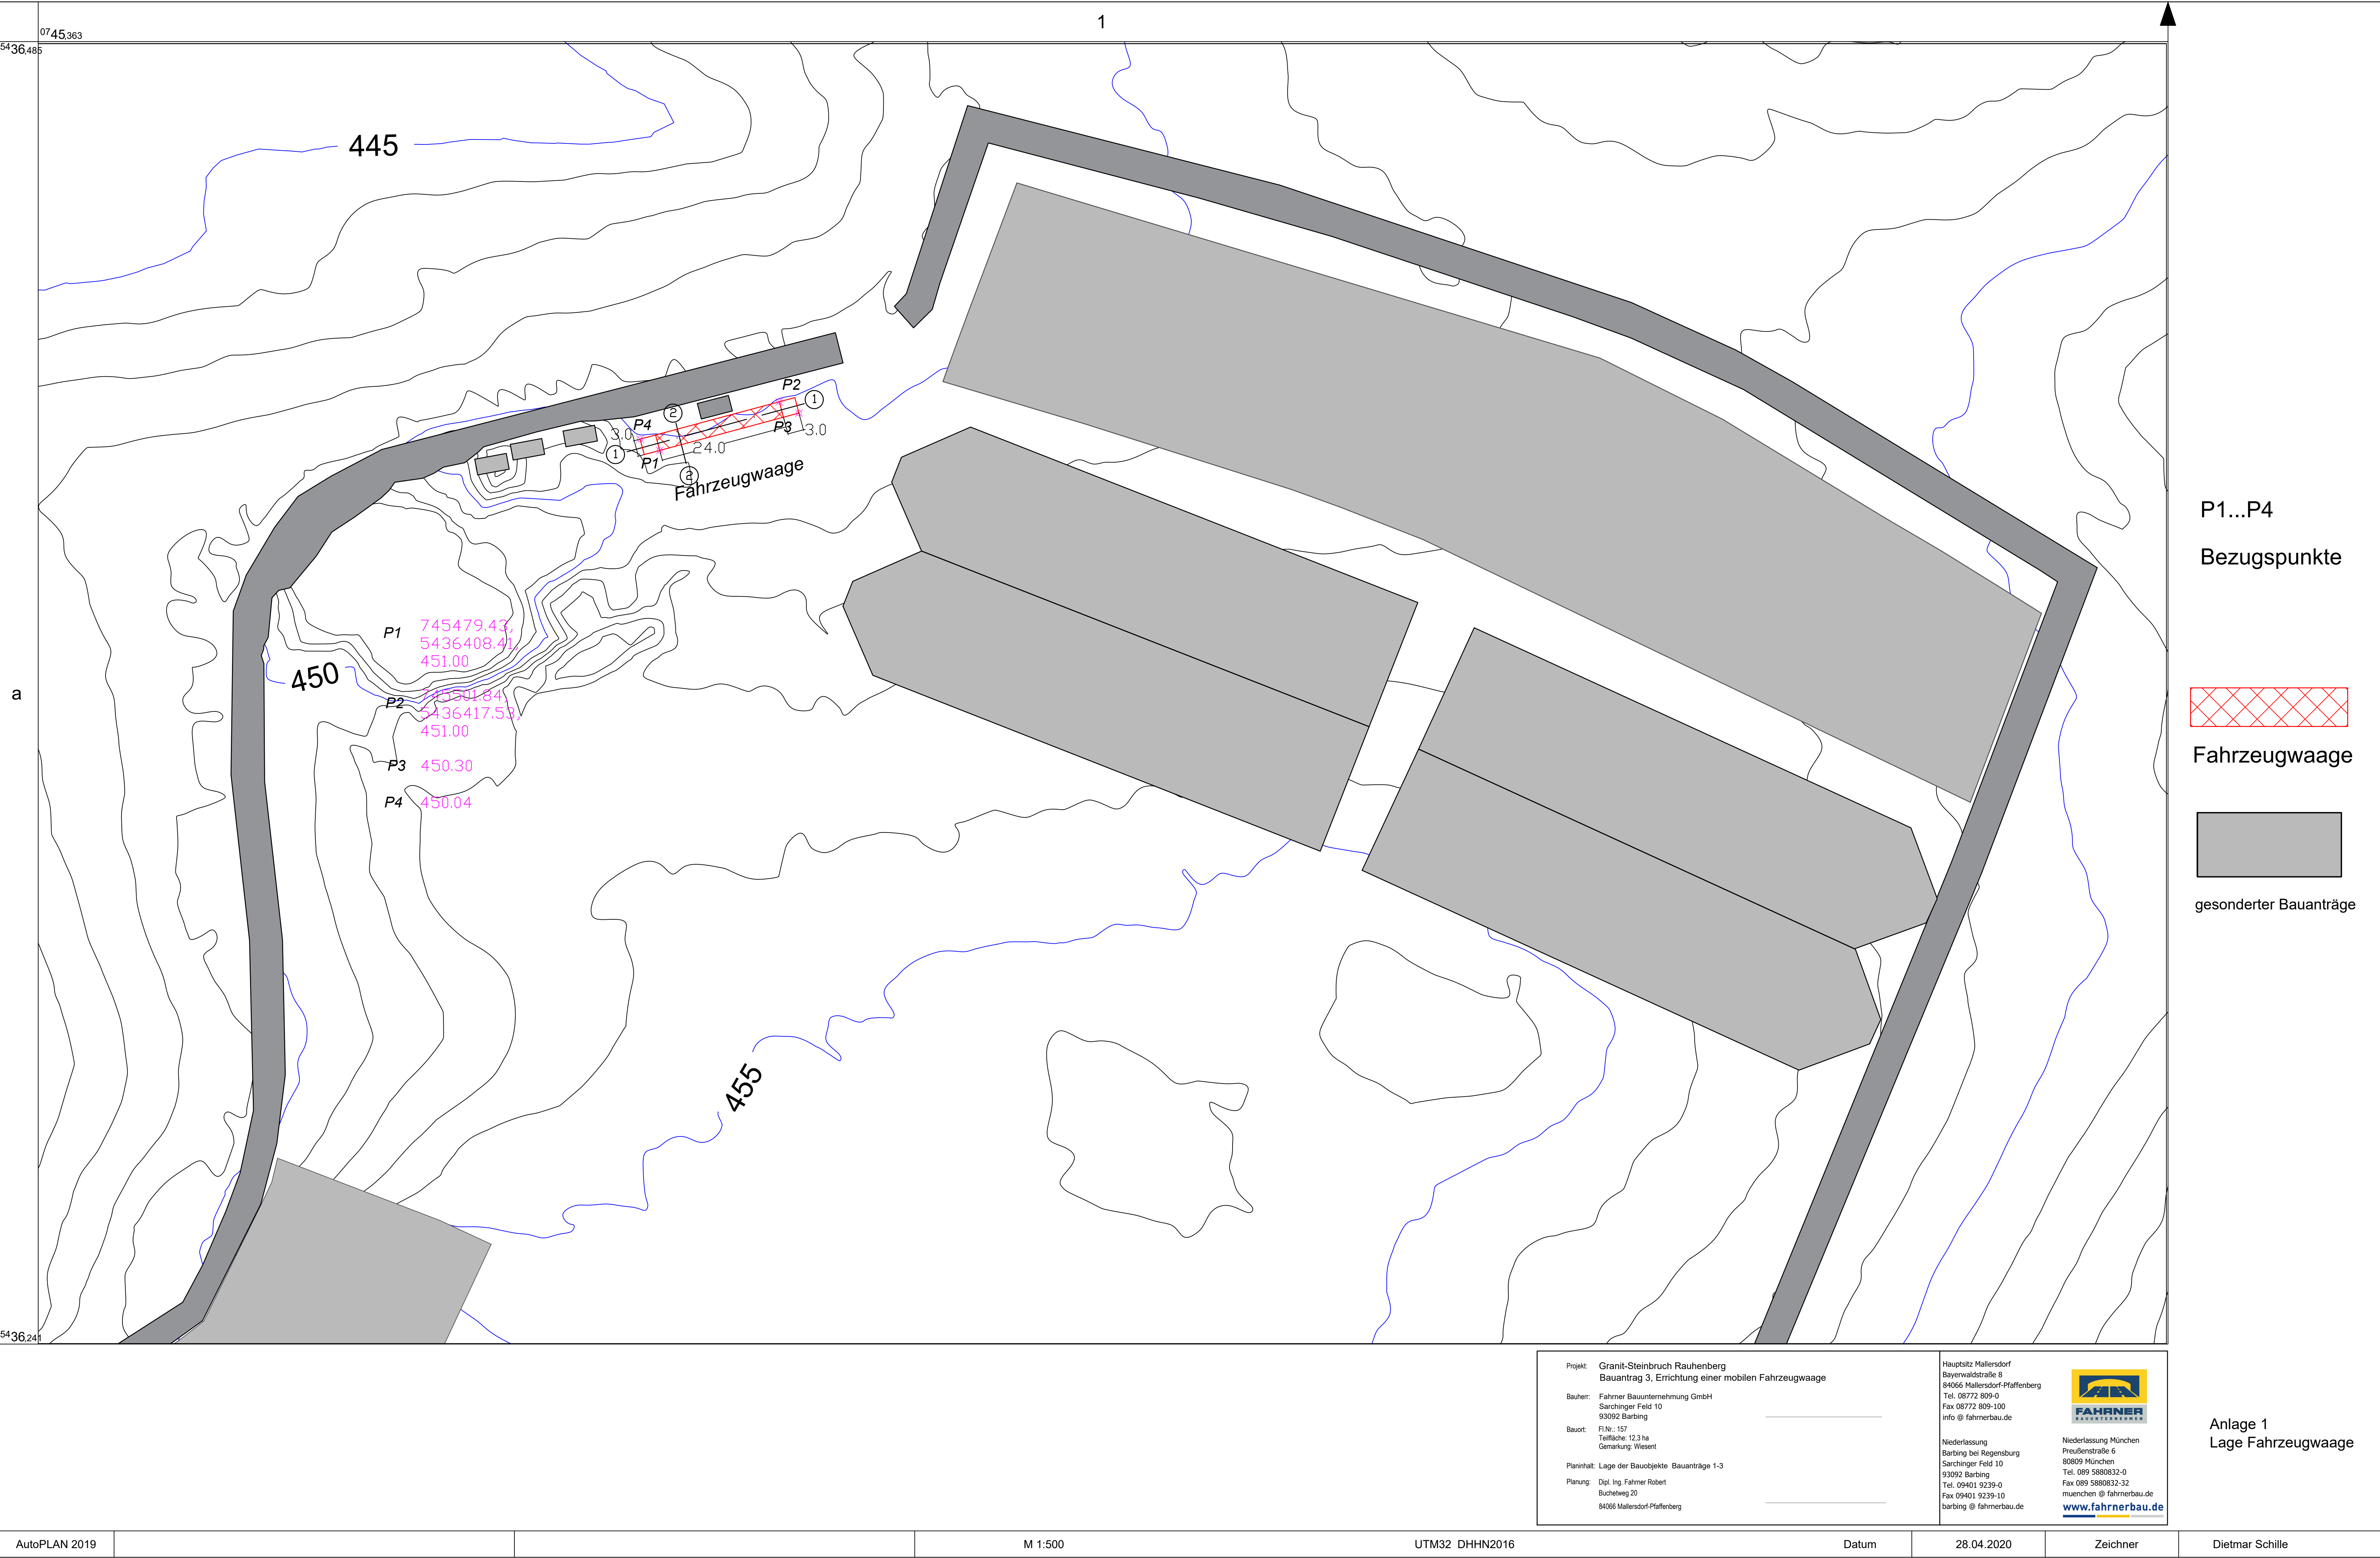 1
0745,363
5436,485
445
P2
1
2
P4
3.0
P3
3.0
24.0
1
P1
2
Fahrzeugwaage
P1...P4
Bezugspunkte
P1 745479.43,
5436408.41,
451.00
450
P2 745501.84,
5436417.53,
451.00
P3 450.30
P4 450.04
a
Fahrzeugwaage
gesonderter Bauanträge
455
5436,241
Projekt: Granit-Steinbruch Rauhenberg
Bauantrag 3, Errichtung einer mobilen Fahrzeugwaage
Bauherr: Fahrner Bauunternehmung GmbH
Sarchinger Feld 10
93092 Barbing
Bauort: Fl.Nr.: 157
Teilfläche: 12,3 ha
Gemarkung: Wiesent
Planinhalt: Lage der Bauobjekte Bauanträge 1-3
Planung: Dipl. Ing. Fahrner Robert
Buchetweg 20
84066 Mallersdorf-Pfaffenberg
Hauptsitz Mallersdorf
Bayerwaldstraße 8
84066 Mallersdorf-Pfaffenberg
Tel. 08772 809-0
Fax 08772 809-100
info @ fahrnerbau.de
Niederlassung
Barbing bei Regensburg
Sarchinger Feld 10
93092 Barbing
Tel. 09401 9239-0
Fax 09401 9239-10
barbing @ fahrnerbau.de
FAHRNER
BAUUNTERNEHMEN
Niederlassung München
Preußenstraße 6
80809 München
Tel. 089 5880832-0
Fax 089 5880832-32
muenchen @ fahrnerbau.de
www.fahrnerbau.de
Anlage 1
Lage Fahrzeugwaage
AutoPLAN 2019 M 1:500 UTM32 DHHN2016 Datum 28.04.2020 Zeichner Dietmar Schille